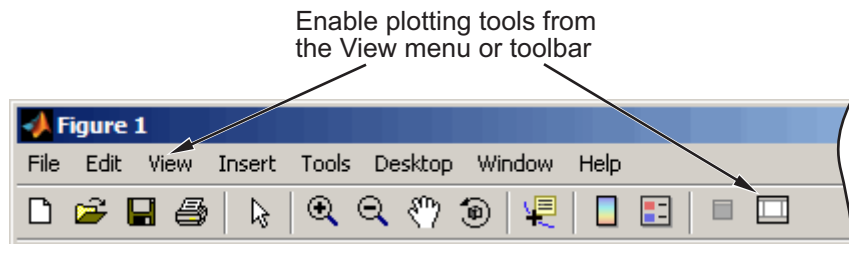 Enable plotting tools from
the View menu or toolbar
Figure 1
File Edit View Insert Tools Desktop Window Help